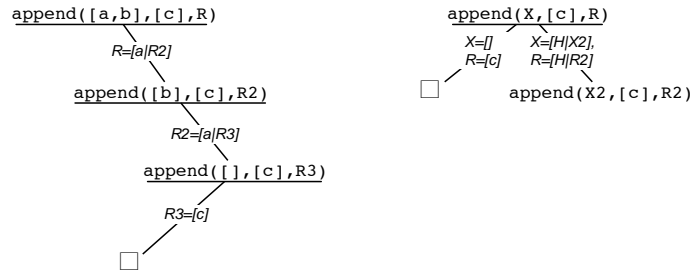 append([a,b],[c],R)
R=[a|R2]
append([b],[c],R2)
R2=[a|R3]
append([],[c],R3)
R3=[c]
append(X,[c],R)
X=[]
R=[c]
X=[H|X2],
R=[H|R2]
append(X2,[c],R2)